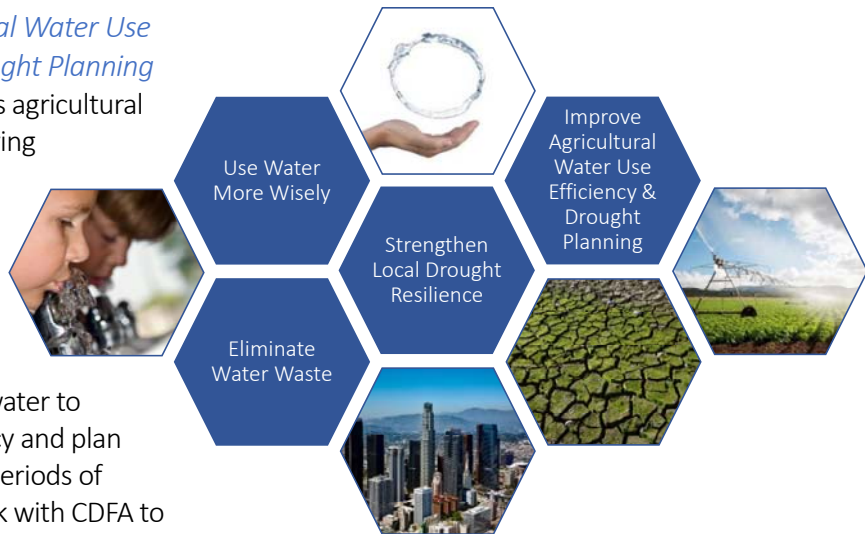 al Water Use
ght Planning
s agricultural
ing
Use Water
More Wisely
Improve
Agricultural
Water Use
Efficiency &
Drought
Planning
Strengthen
Local Drought
Resilience
Eliminate
Water Waste
water to
cy and plan
periods of
k with CDFA to